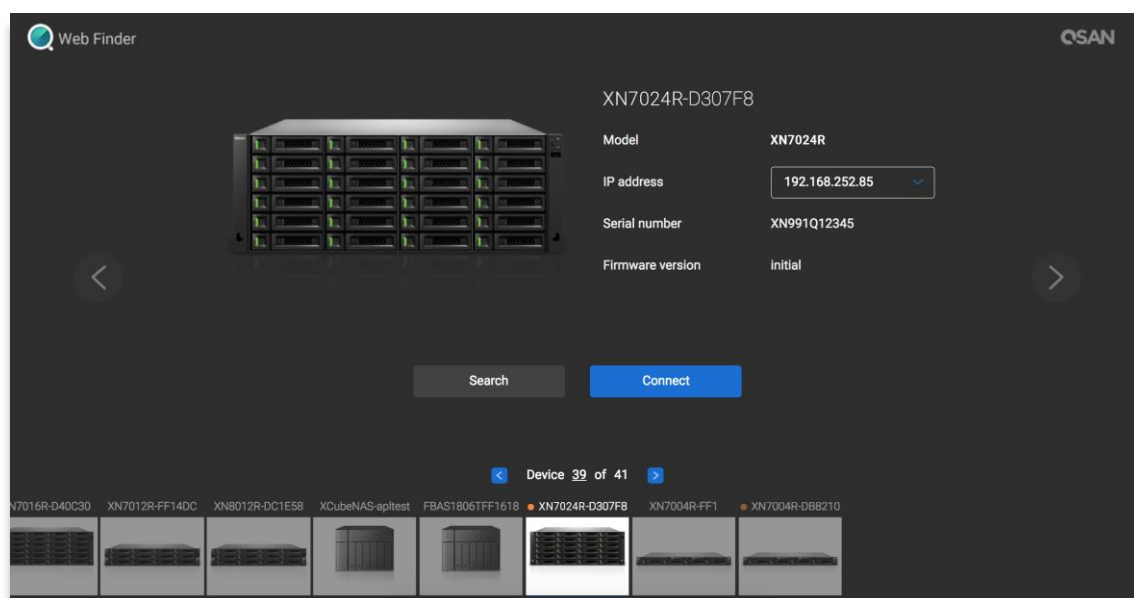 Web Finder
QSAN
XN7024R-D307F8
Model XN7024R
IP address 192.168.252.85
Serial number XN991Q12345
Firmware version initial
Search Connect
Device 39 of 41
N7016R-D40C30 XN7012R-FF14DC XN8012R-DC1E58 XCubeNAS-apltest FBAS1806TFF1618 XN7024R-D307F8 XN7004R-FF1 XN7004R-DB8210